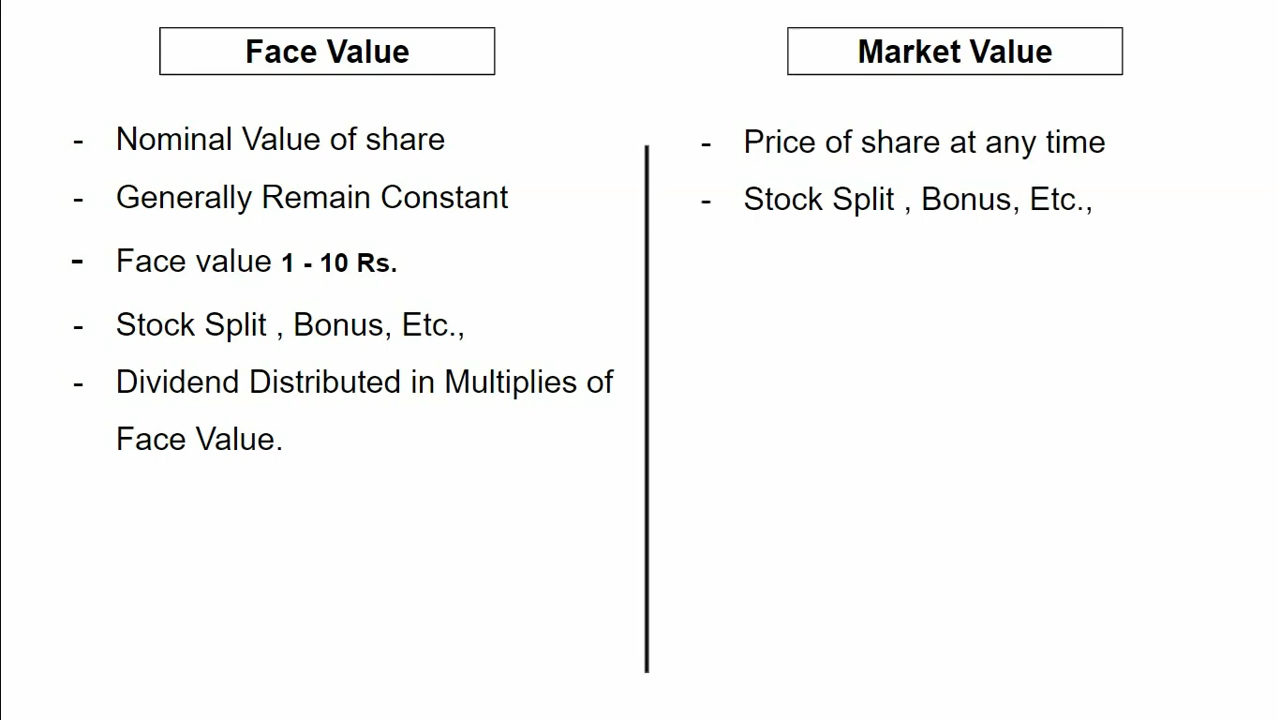 Face Value
- Nominal Value of share
- Generally Remain Constant
- Face value 1 - 10 Rs.
- Stock Split , Bonus, Etc.,
- Dividend Distributed in Multiplies of
Face Value.
Market Value
- Price of share at any time
- Stock Split , Bonus, Etc.,